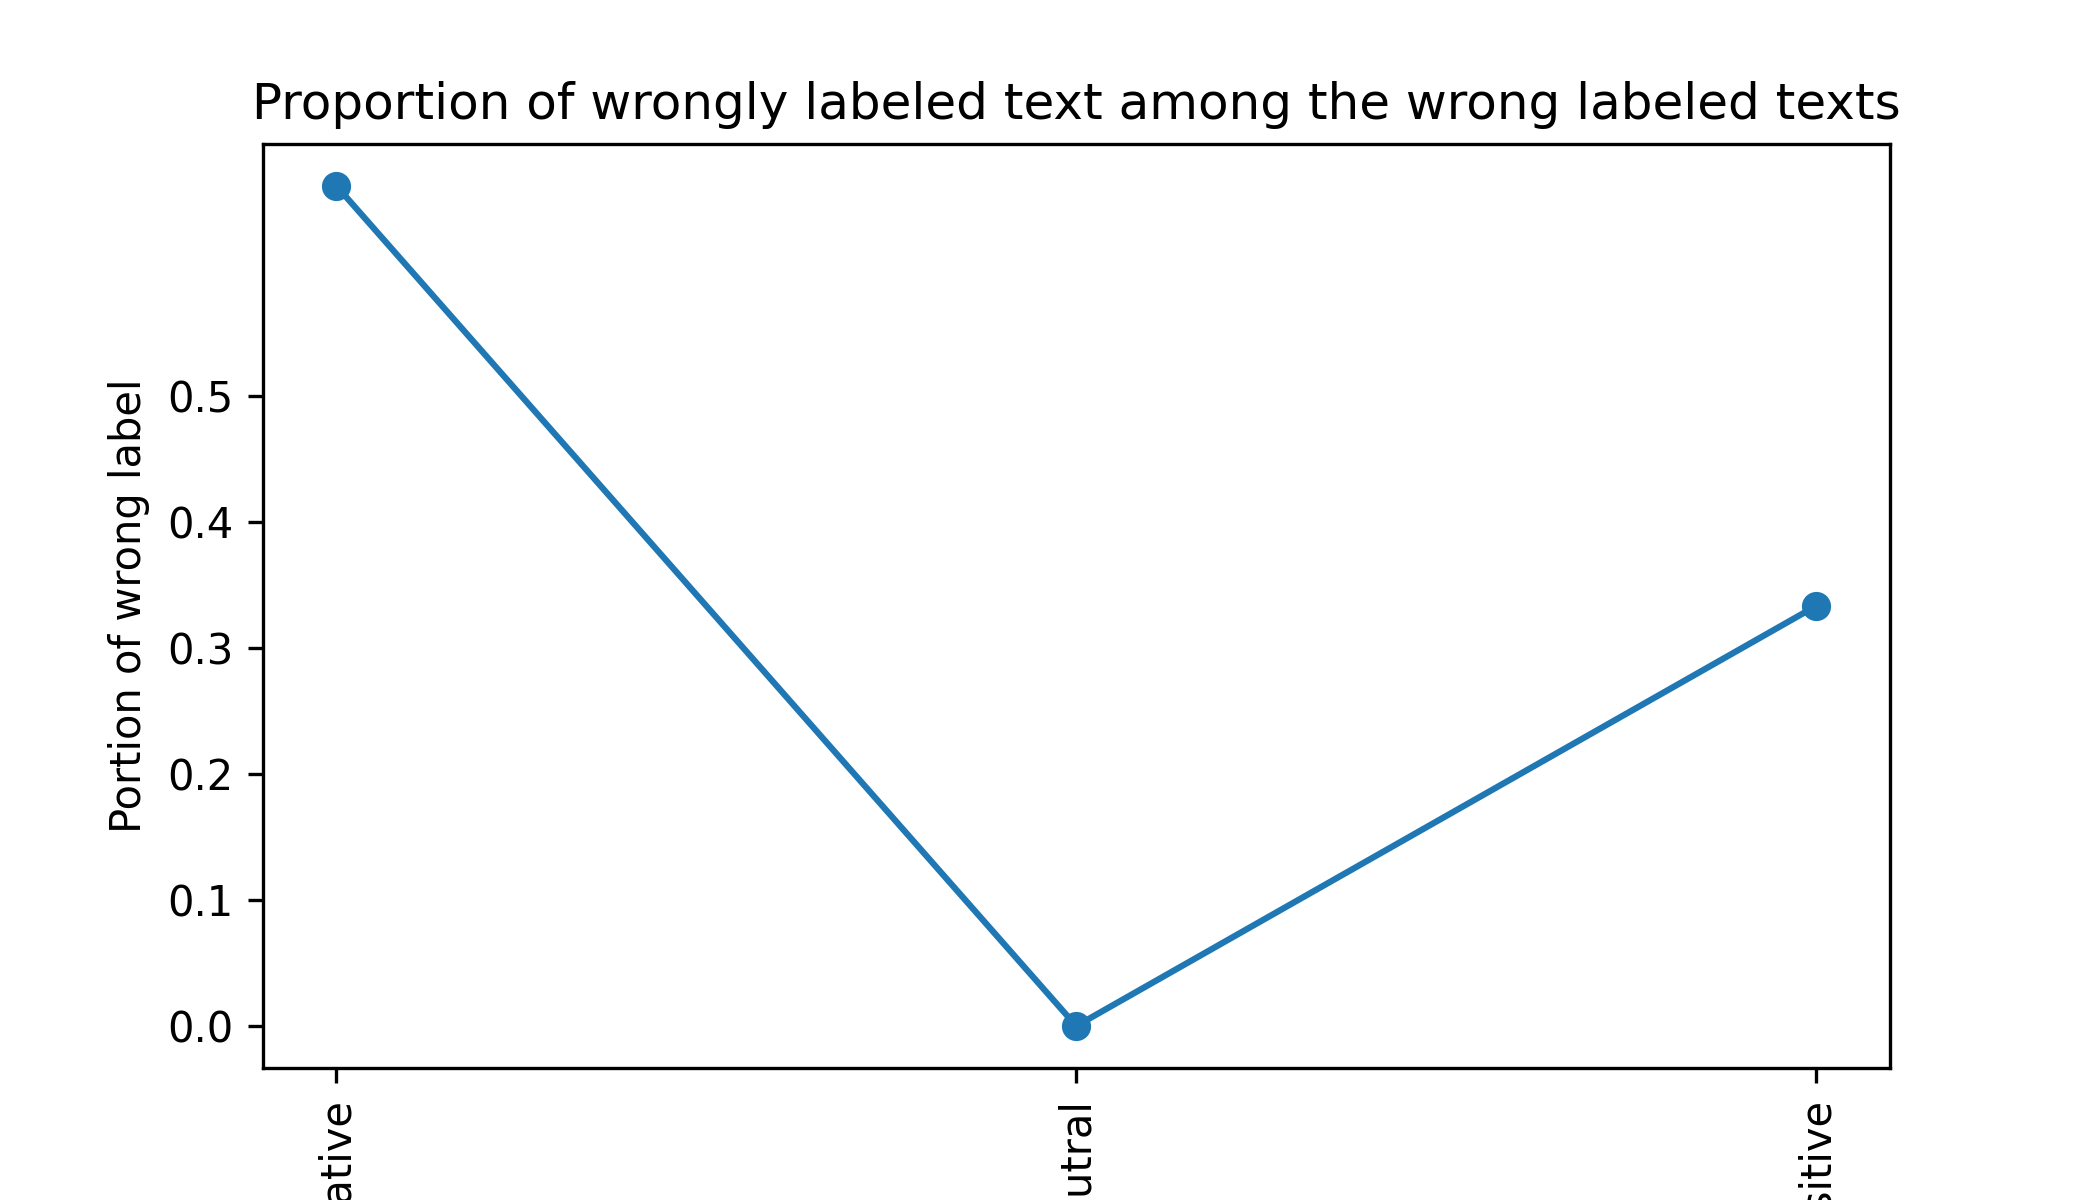 Proportion of wrongly labeled text among the wrong labeled texts
Portion of wrong label
0.5
0.4
0.3
0.2
0.1
0.0
ative
utral
sitive